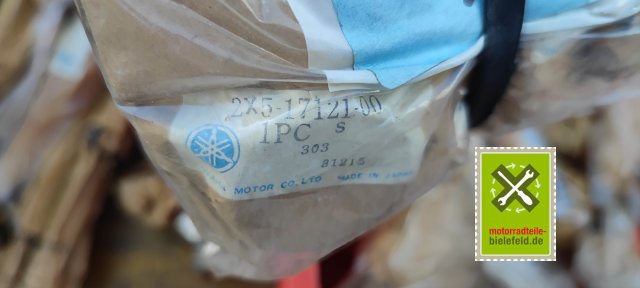 2X5-17121-00
1PC S
303
81215
MOTOR CO., LTD MADE IN JAPAN
motorradteile-
bielefeld.de